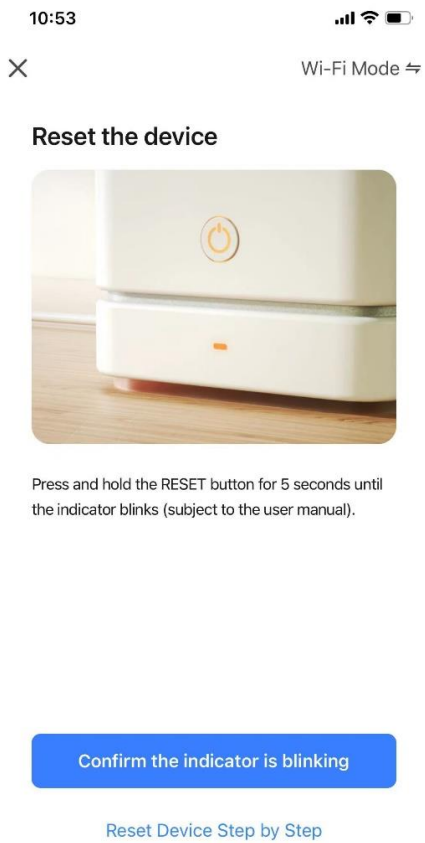 10:53
Wi-Fi Mode
Reset the device
Press and hold the RESET button for 5 seconds until
the indicator blinks (subject to the user manual).
Confirm the indicator is blinking
Reset Device Step by Step